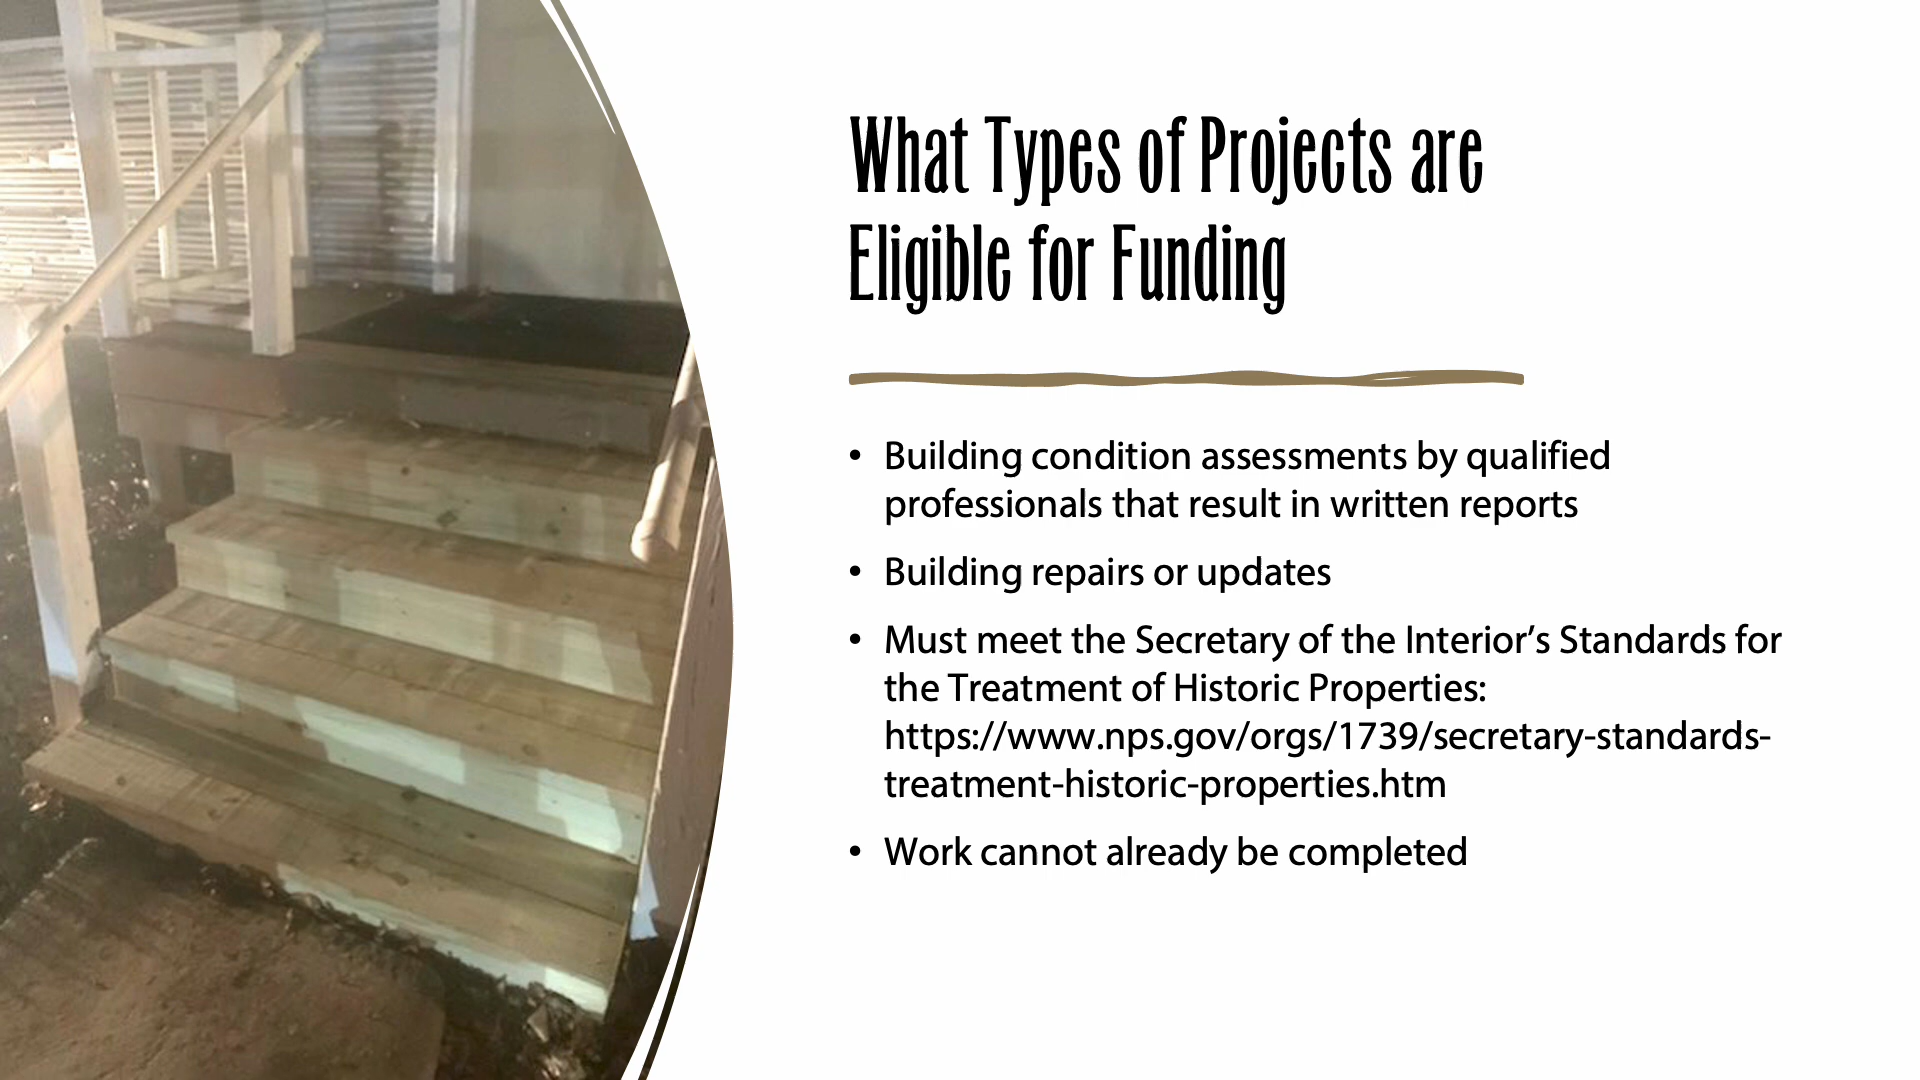 What Types of Projects are
Eligible for Funding
• Building condition assessments by qualified
professionals that result in written reports
• Building repairs or updates
• Must meet the Secretary of the Interior’s Standards for
the Treatment of Historic Properties:
https://www.nps.gov/orgs/1739/secretary-standards-
treatment-historic-properties.htm
• Work cannot already be completed